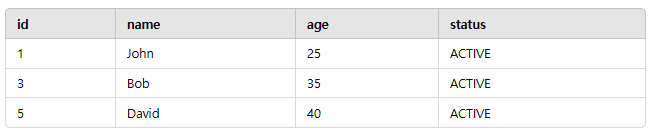 id name age status
1 John 25 ACTIVE
3 Bob 35 ACTIVE
5 David 40 ACTIVE